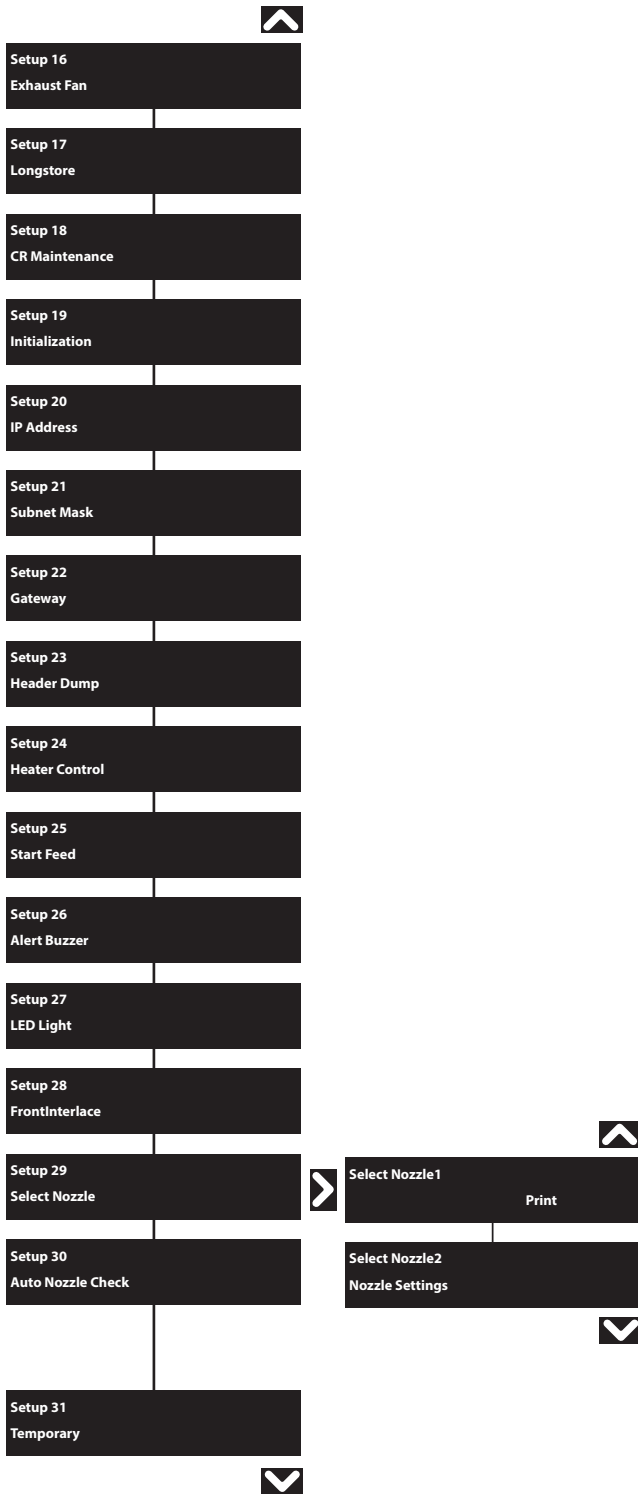 Setup 16
Exhaust Fan
Setup 17
Longstore
Setup 18
CR Maintenance
Setup 19
Initialization
Setup 20
IP Address
Setup 21
Subnet Mask
Setup 22
Gateway
Setup 23
Header Dump
Setup 24
Heater Control
Setup 25
Start Feed
Setup 26
Alert Buzzer
Setup 27
LED Light
Setup 28
FrontInterlace
Setup 29
Select Nozzle
Select Nozzle1
Print
Select Nozzle2
Nozzle Settings
Setup 30
Auto Nozzle Check
Setup 31
Temporary